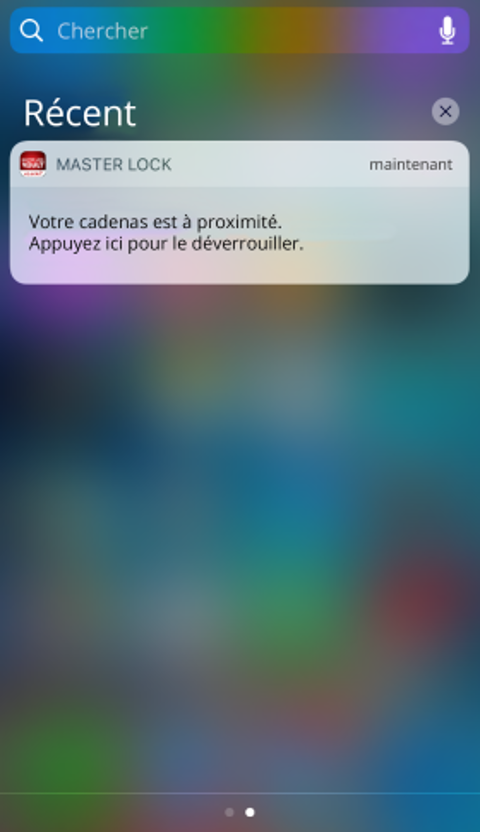 Chercher
Récent
MASTER LOCK
maintenant
Votre cadenas est à proximité.
Appuyez ici pour le déverrouiller.